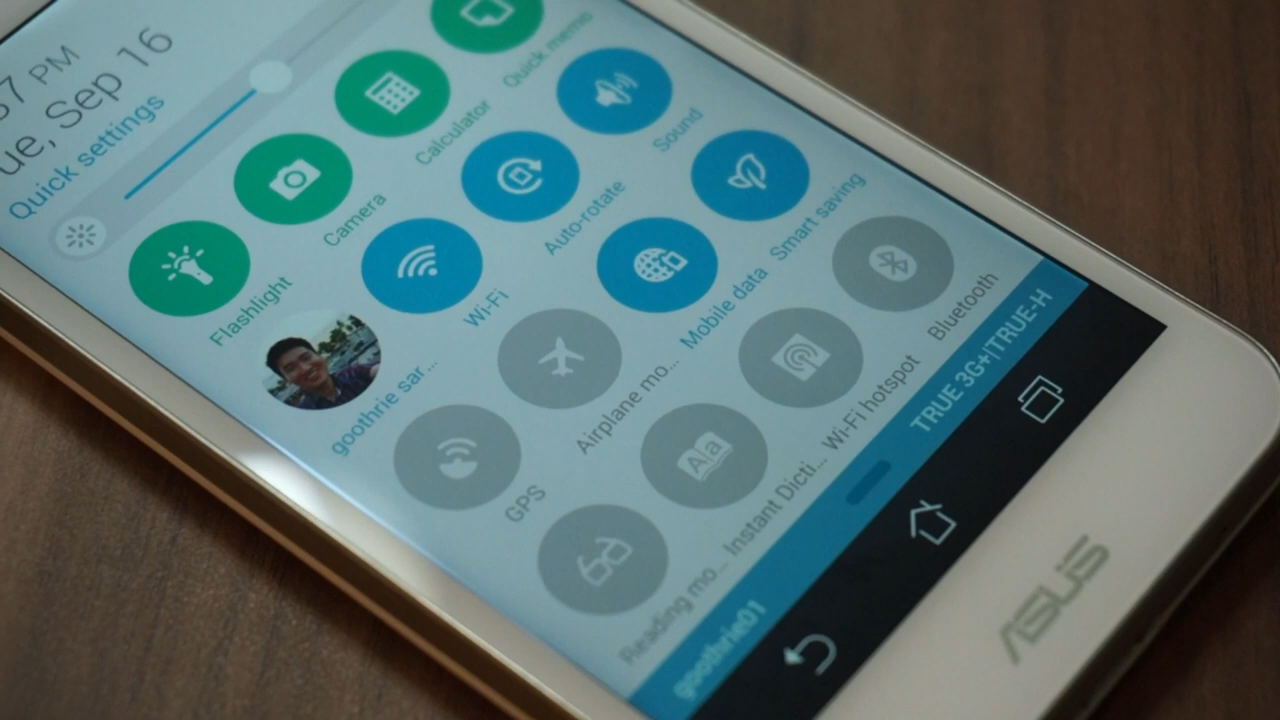 37 PM
ue, Sep 16
Quick settings
Flashlight
Camera
Calculator
Quick memo
goothrie sar...
Wi-Fi
Auto-rotate
Sound
GPS
Airplane mo...
Mobile data
Smart saving
Reading mo...
Instant Dicti...
Wi-Fi hotspot
Bluetooth
goothrie01
TRUE 3G+|TRUE-H
ASUS